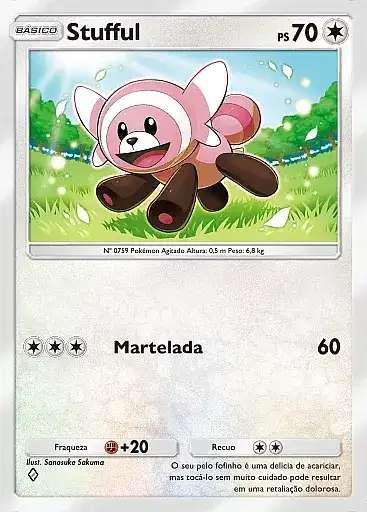 BÁSICO Stufful PS 70
Nº 0759 Pokémon Agitado Altura: 0,5 m Peso: 6,8 kg
Martelada 60
Fraqueza +20 Recuo
Ilust. Sanosuke Sakuma
O seu pelo fofinho é uma delícia de acariciar,
mas tocá-lo sem muito cuidado pode resultar
em uma retaliação dolorosa.